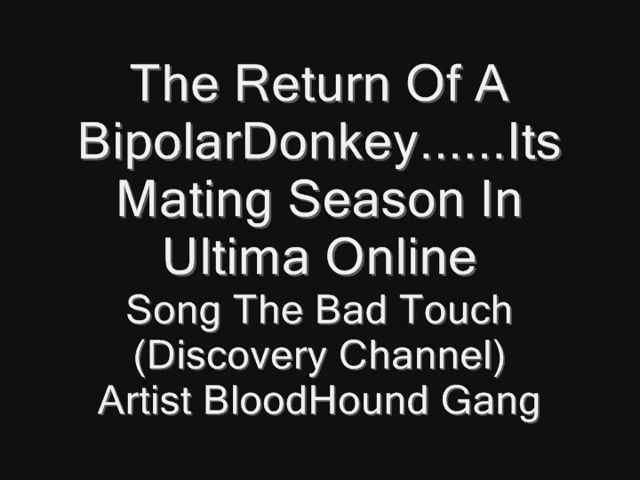 The Return Of A
BipolarDonkey......Its
Mating Season In
Ultima Online
Song The Bad Touch
(Discovery Channel)
Artist BloodHound Gang